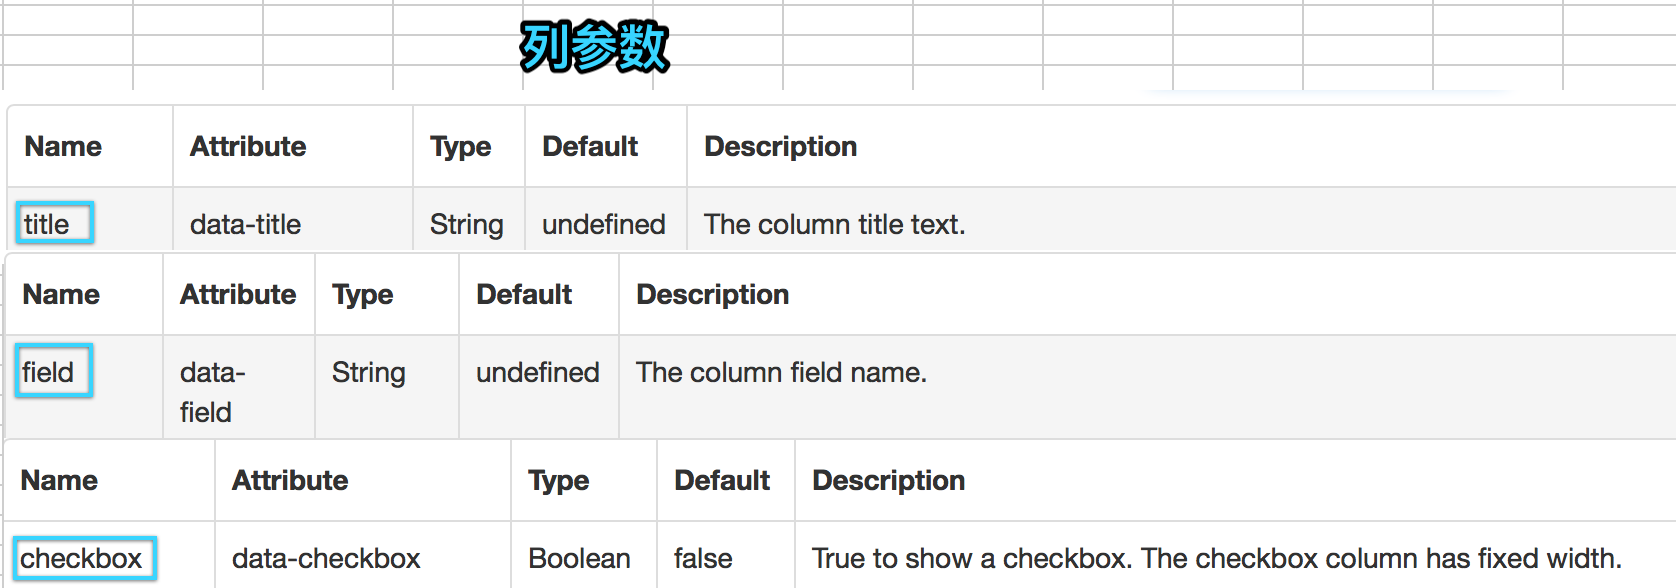 列参数
Name Attribute Type Default Description
title data-title String undefined The column title text.
Name Attribute Type Default Description
field data- String undefined The column field name.
field
Name Attribute Type Default Description
checkbox data-checkbox Boolean false True to show a checkbox. The checkbox column has fixed width.